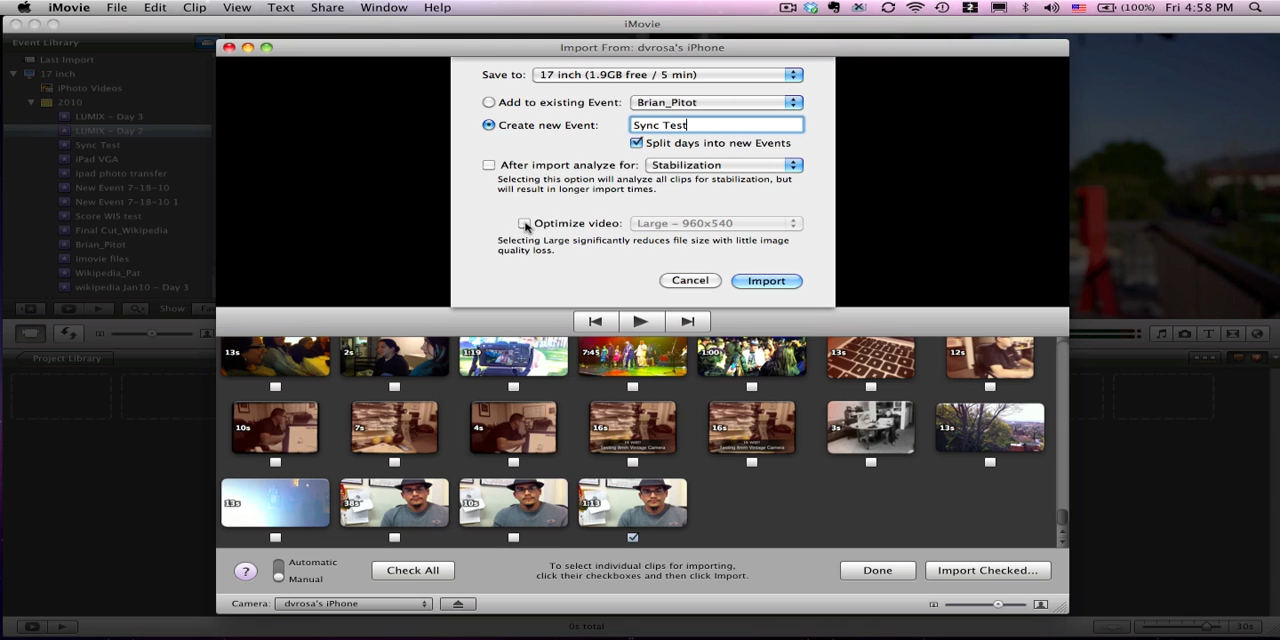 iMovie File Edit Clip View Text Share Window Help (100%) Fri 4:58 PM
iMovie
Event Library
Last Import
17 inch
iPhoto Videos
2010
LUMIX – Day 3
LUMIX – Day 2
Sync Test
iPad VGA
ipad photo transfer
New Event 7-18-10
New Event 7-18-10 1
Score WIS test
Final Cut_Wikipedia
Brian_Pitot
imovie files
Wikipedia_Pat
wikipedia Jan10 – Day 3
Show
Project Library
Import From: dvrosa's iPhone
Save to: 17 inch (1.9GB free / 5 min)
Add to existing Event: Brian_Pitot
Create new Event: Sync Test
Split days into new Events
After import analyze for: Stabilization
Selecting this option will analyze all clips for stabilization, but
will result in longer import times.
Optimize video: Large – 960x540
Selecting Large significantly reduces file size with little image
quality loss.
Cancel Import
13s 2s 1:19 7:45 1:00 13s 12s
10s 7s 4s 16s 16s 3s 13s
13s 38s 10s 1:13
Automatic
Manual
Check All
To select individual clips for importing,
click their checkboxes and then click Import.
Done Import Checked...
Camera: dvrosa's iPhone
0s total
30s